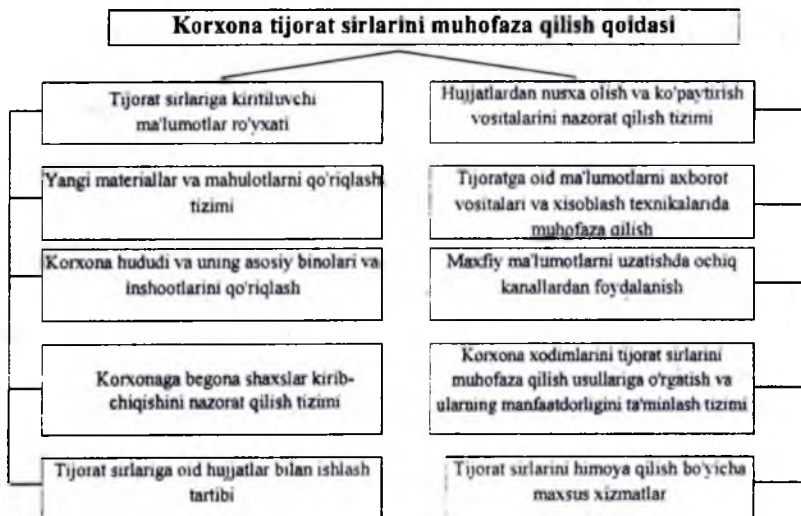 Korxona tijorat sirlarini muhofaza qilish qoidasi
Tijorat sirlariga kiritiluvchi
ma'lumotlar ro'yxati
Yangi materiallar va mahulotlarni qo'riqlash
tizimi
Korxona hududi va uning asosiy binolari va
inshootlarini qo'riqlash
Korxonaga begona shaxslar kirib-
chiqishini nazorat qilish tizimi
Tijorat sirlariga oid hujjatlar bilan ishlash
tartibi
Hujjatlardan nusxa olish va ko'paytirish
vositalarini nazorat qilish tizimi
Tijoratga oid ma'lumotlarni axborot
vositalari va xisoblash texnikalarida
muhofaza qilish
Maxfiy ma'lumotlarni uzatishda ochiq
kanallardan foydalanish
Korxona xodimlarini tijorat sirlarini
muhofaza qilish usullariga o'rgatish va
ularning manfaatdorligini ta'minlash tizimi
Tijorat sirlarini himoya qilish bo'yicha
maxsus xizmatlar